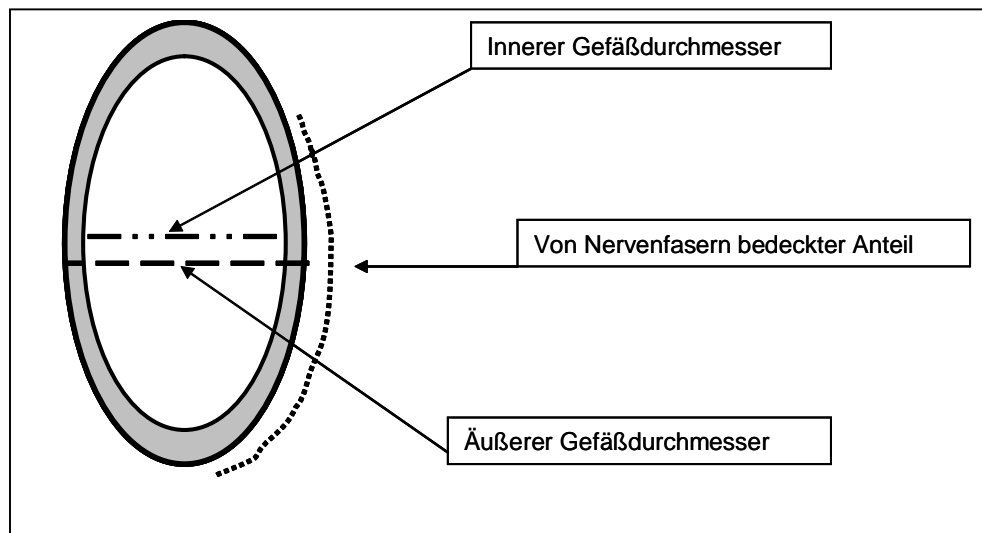 Innerer Gefäßdurchmesser
Von Nervenfasern bedeckter Anteil
Äußerer Gefäßdurchmesser